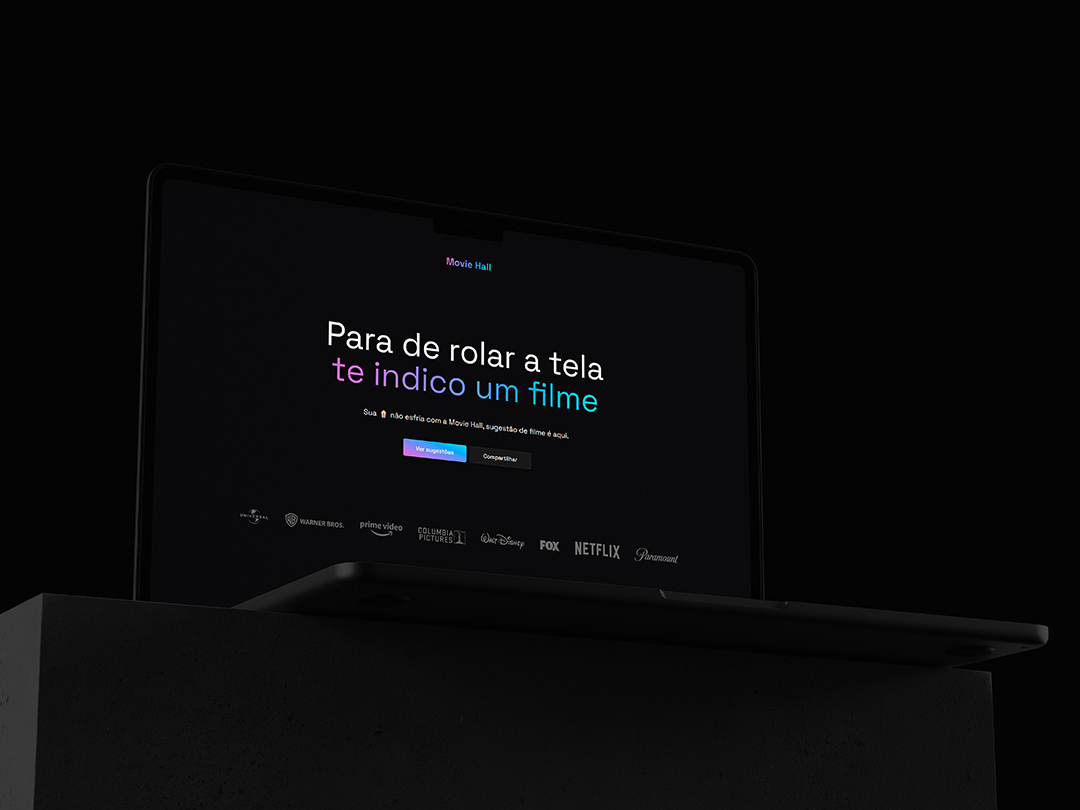 Movie Hall
Para de rolar a tela
te indico um filme
Sua 🍿 não esfria com a Movie Hall, sugestão de filme é aqui.
Ver sugestões
Compartilhar
UNIVERSAL
WB WARNER BROS.
prime video
COLUMBIA
PICTURES
Walt Disney
FOX
NETFLIX
Paramount